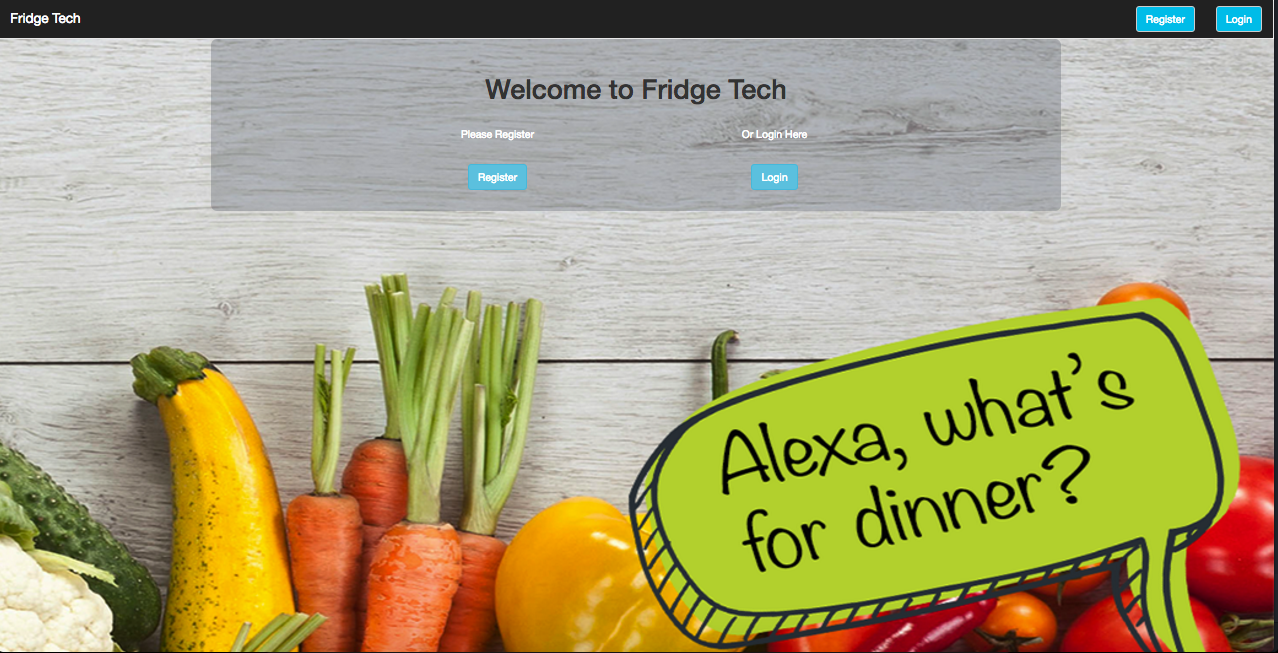 Fridge Tech
Register
Login
Welcome to Fridge Tech
Please Register
Or Login Here
Register
Login
Alexa, what's
for dinner?